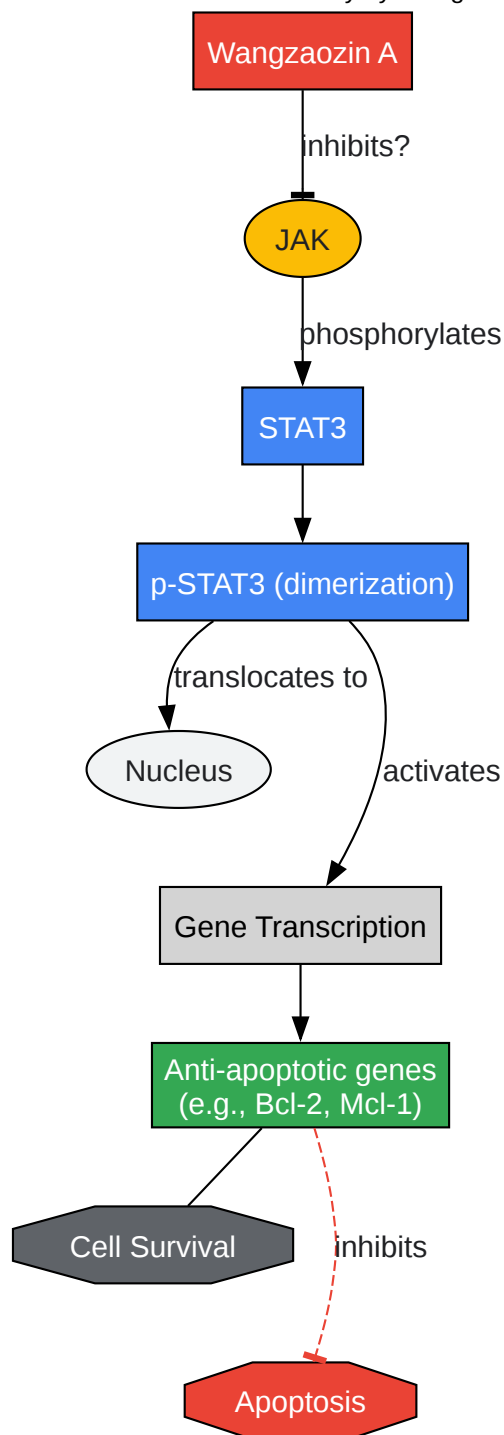 Wangzaozin A
inhibits?
JAK
phosphorylates
STAT3
p-STAT3 (dimerization)
translocates to
Nucleus
activates
Gene Transcription
Anti-apoptotic genes
(e.g., Bcl-2, Mcl-1)
Cell Survival
inhibits
Apoptosis